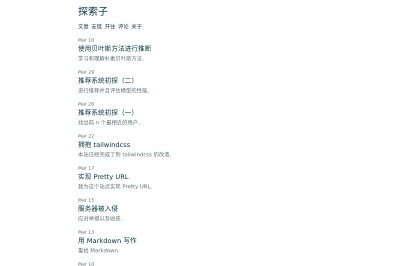 探索子
文章 友链 开往 评论 关于
Mar 10
使用贝叶斯方法进行推断
学习和理解朴素贝叶斯方法。
Mar 29
推荐系统初探（二）
进行推荐并且评估模型的性能。
Mar 28
推荐系统初探（一）
找出前 n 个最相近的用户。
Mar 22
拥抱 tailwindcss
本站已经完成了到 tailwindcss 的改造。
Mar 17
实现 Pretty URL
我为这个站点实现 Pretty URL。
Mar 15
服务器被人侵
应对举措以及收获。
Mar 13
用 Markdown 写作
重拾 Markdown。
Mar 10